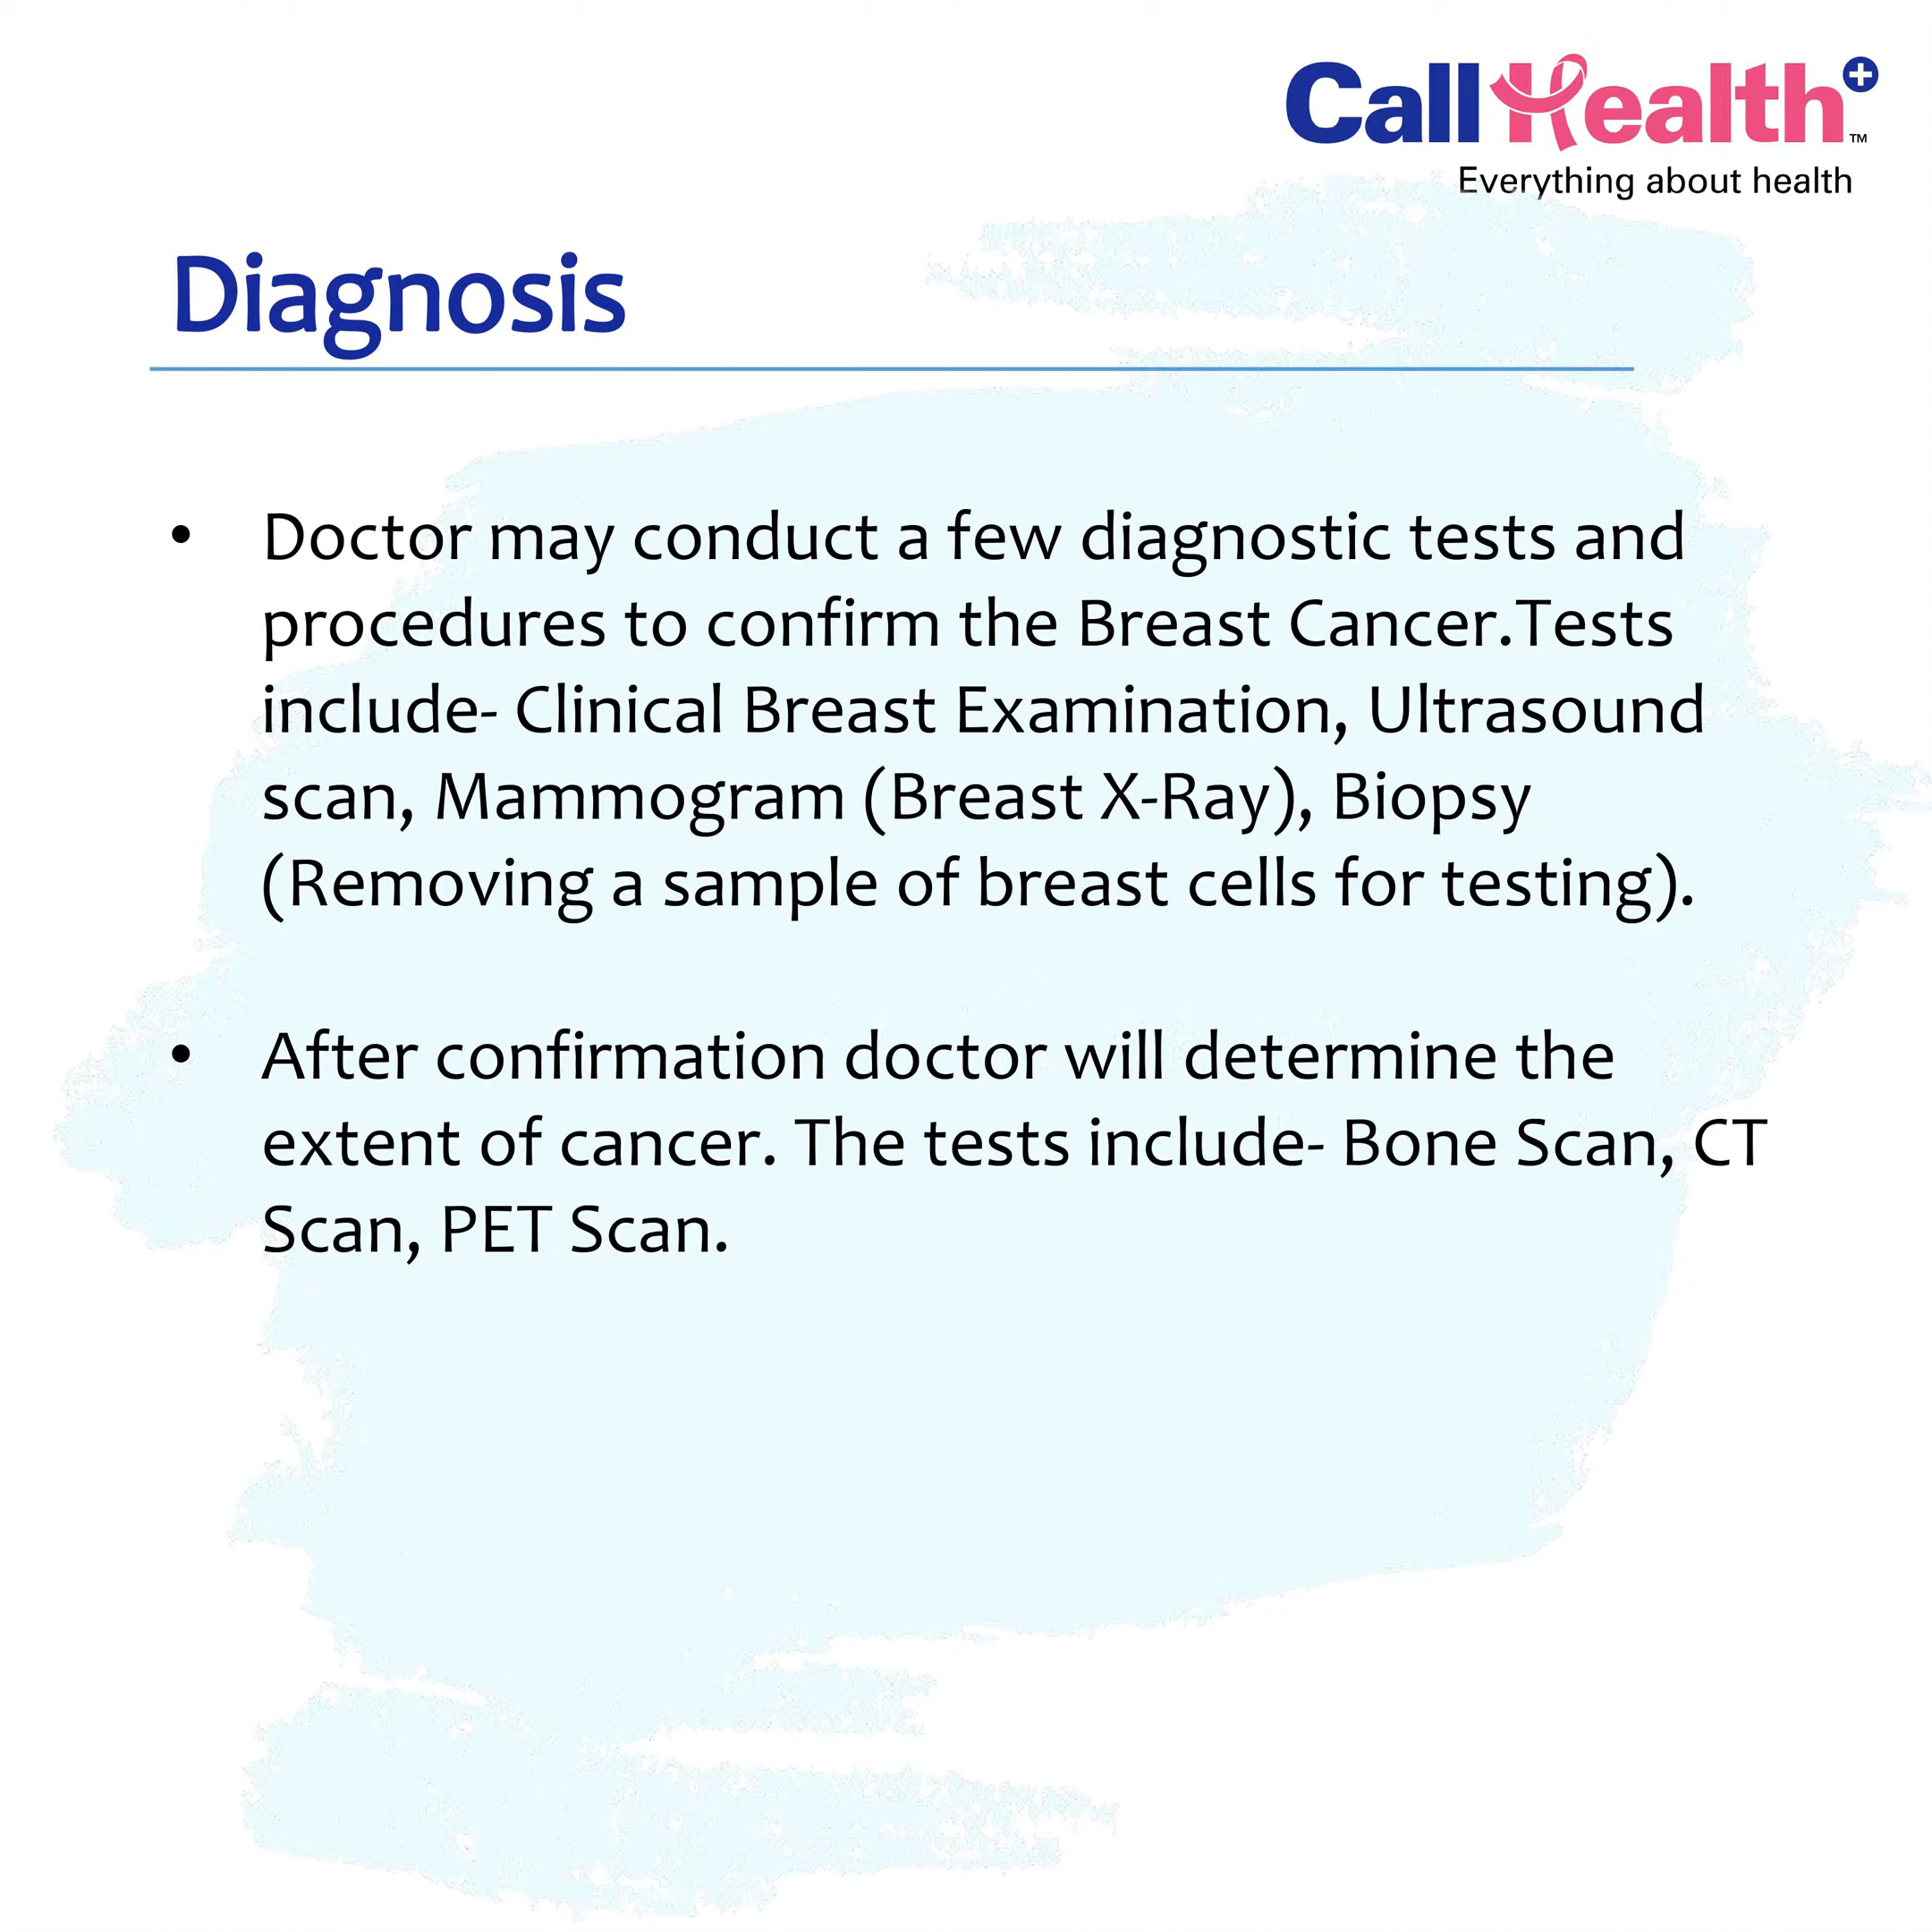 CallHealth+™
Everything about health
Diagnosis
• Doctor may conduct a few diagnostic tests and
procedures to confirm the Breast Cancer.Tests
include- Clinical Breast Examination, Ultrasound
scan, Mammogram (Breast X-Ray), Biopsy
(Removing a sample of breast cells for testing).
• After confirmation doctor will determine the
extent of cancer. The tests include- Bone Scan, CT
Scan, PET Scan.